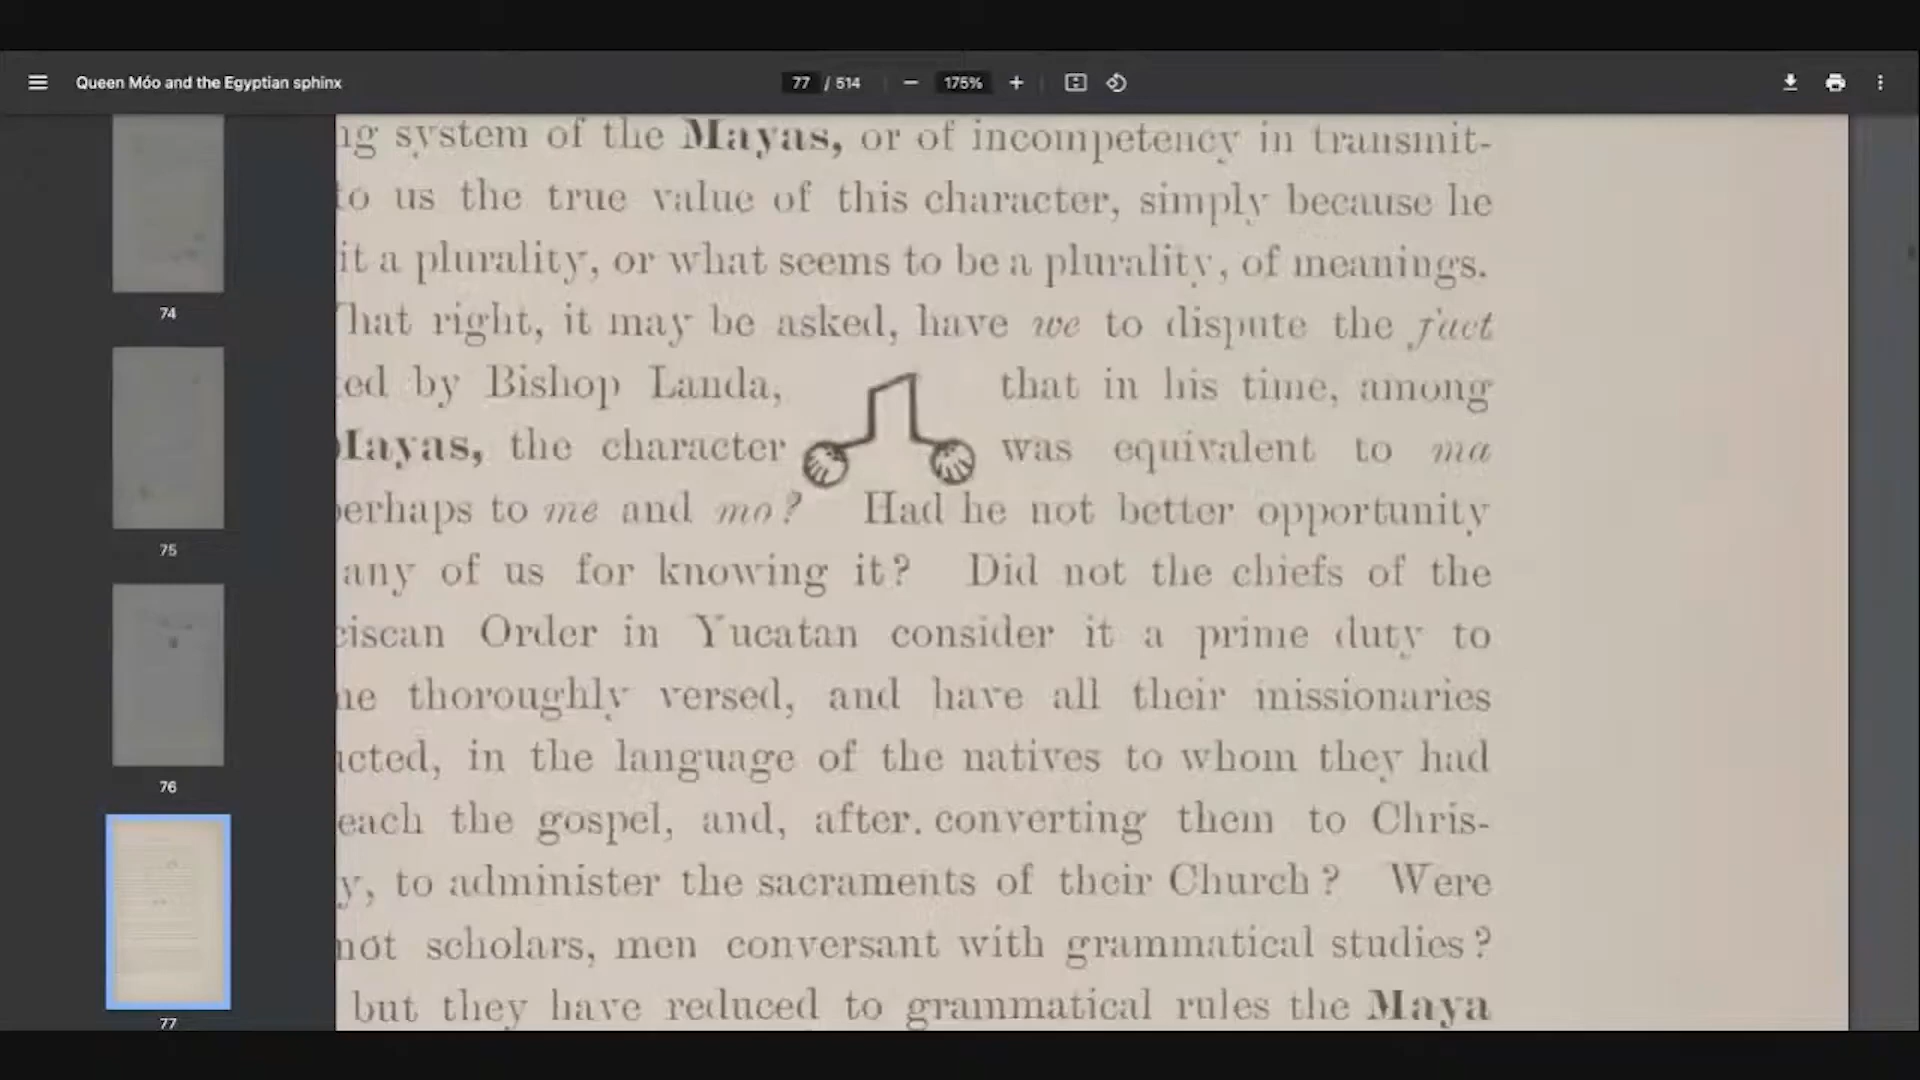 Queen Móo and the Egyptian sphinx
77 / 514
175%
74
75
76
77
ng system of the Mayas, or of incompetency in transmit-
to us the true value of this character, simply because he
it a plurality, or what seems to be a plurality, of meanings.
hat right, it may be asked, have we to dispute the fact
ed by Bishop Landa, that in his time, among
Mayas, the character was equivalent to ma
perhaps to me and mo? Had he not better opportunity
any of us for knowing it? Did not the chiefs of the
ciscan Order in Yucatan consider it a prime duty to
ne thoroughly versed, and have all their missionaries
ucted, in the language of the natives to whom they had
each the gospel, and, after converting them to Chris-
y, to administer the sacraments of their Church? Were
not scholars, men conversant with grammatical studies?
but they have reduced to grammatical rules the Maya